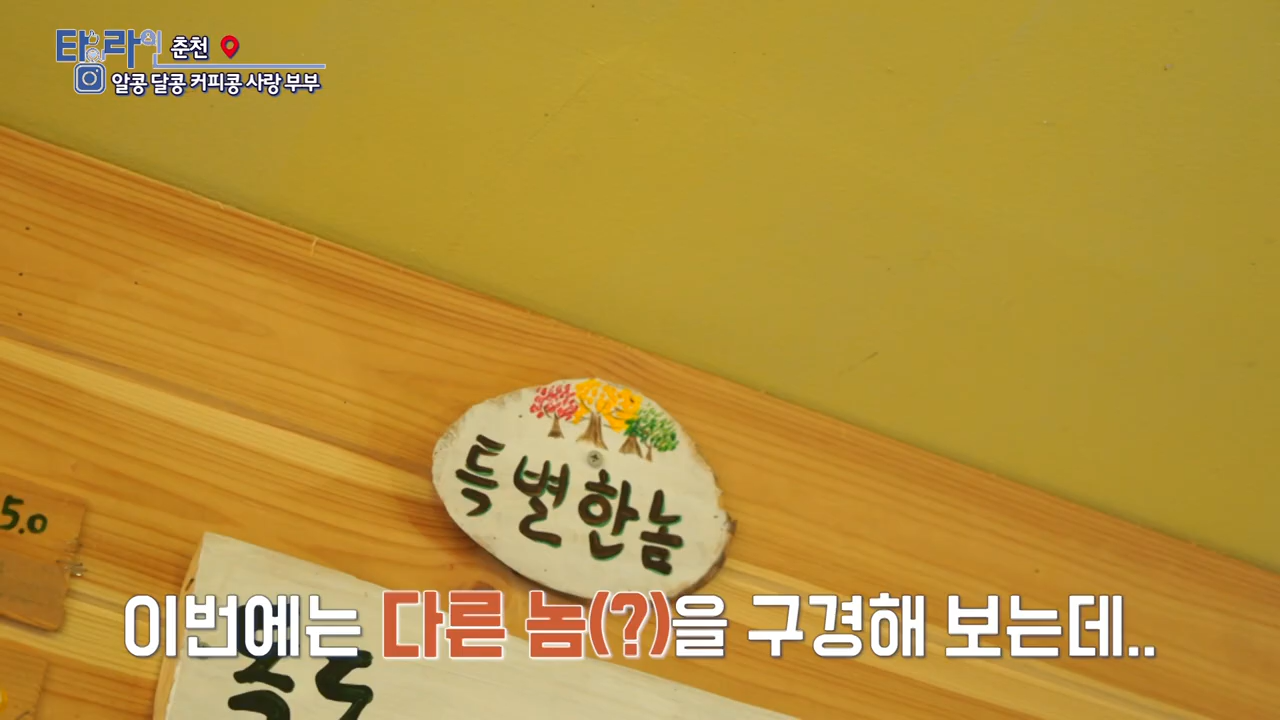 타임라인 춘천
알콩 달콩 커피콩 사랑 부부
특별한놈
5.0
이번에는 다른 놈(?)을 구경해 보는데..